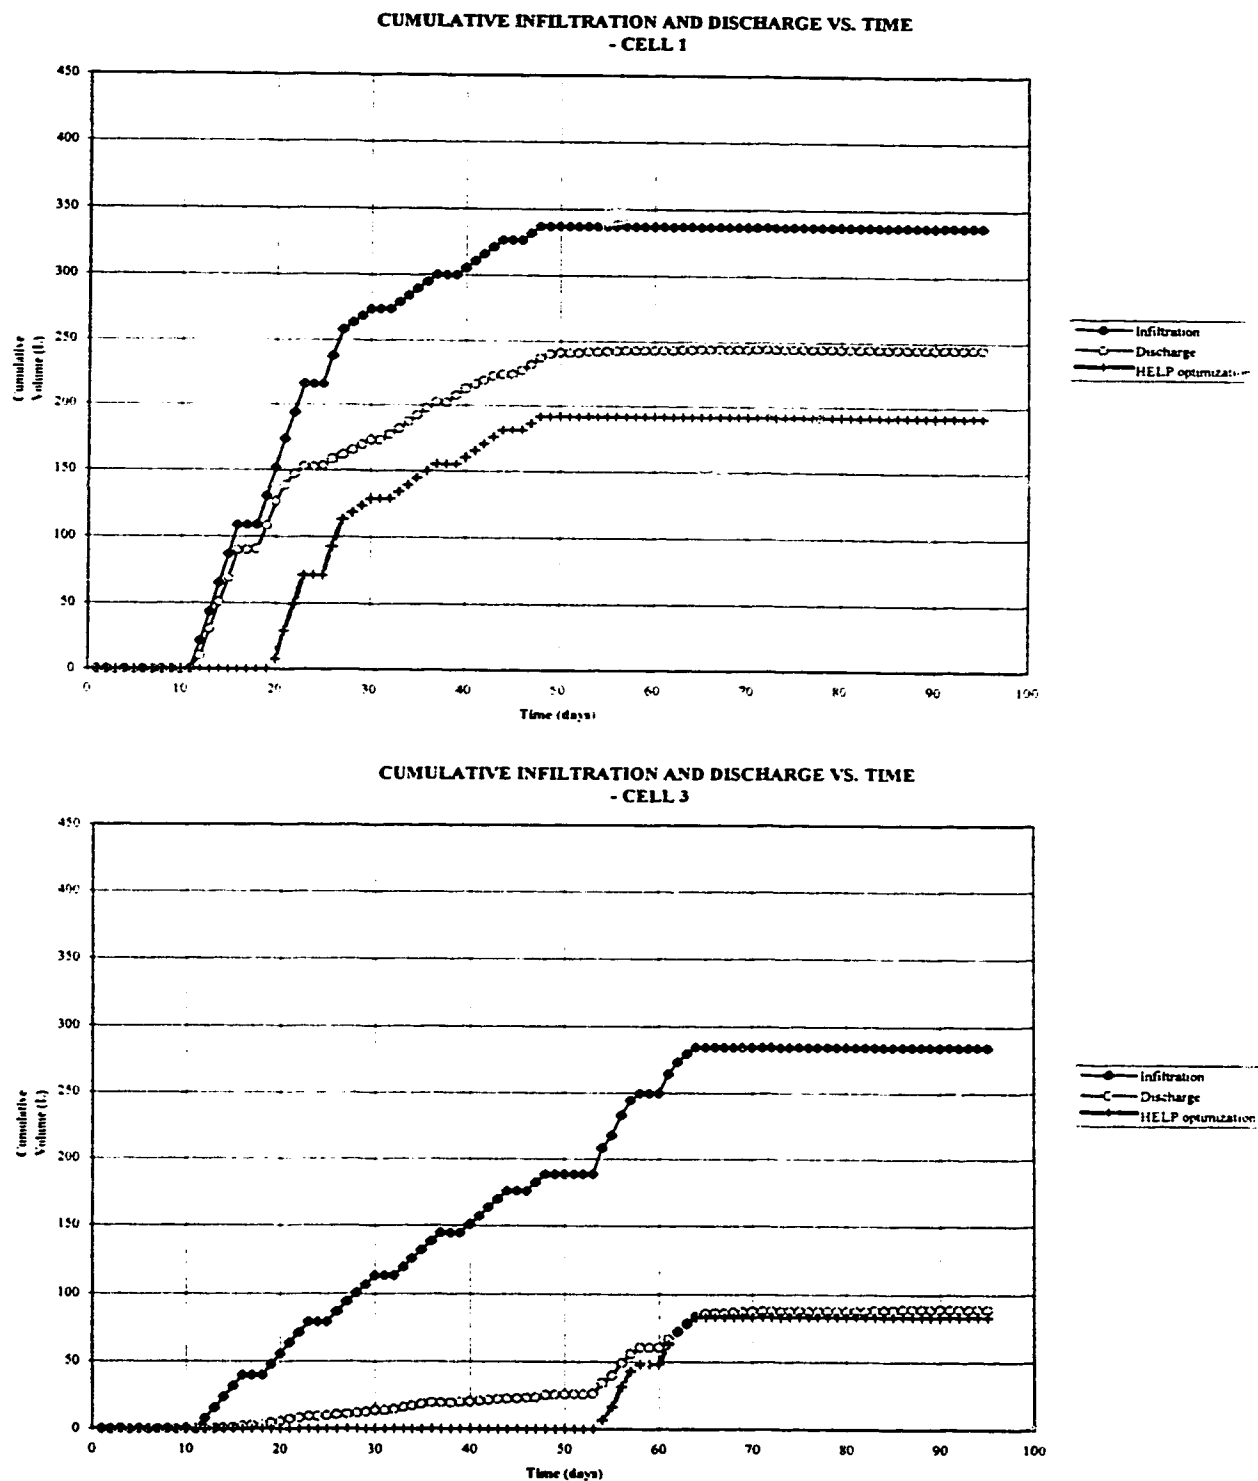 CUMULATIVE INFILTRATION AND DISCHARGE VS. TIME
- CELL 1
450
400
350
300
250
200
150
100
50
0
Cumulative
Volume (L)
0 10 20 30 40 50 60 70 80 90 100
Time (days)
Infiltration
Discharge
HELP optimization
CUMULATIVE INFILTRATION AND DISCHARGE VS. TIME
- CELL 3
450
400
350
300
250
200
150
100
50
0
Cumulative
Volume (L)
0 10 20 30 40 50 60 70 80 90 100
Time (days)
Infiltration
Discharge
HELP optimization